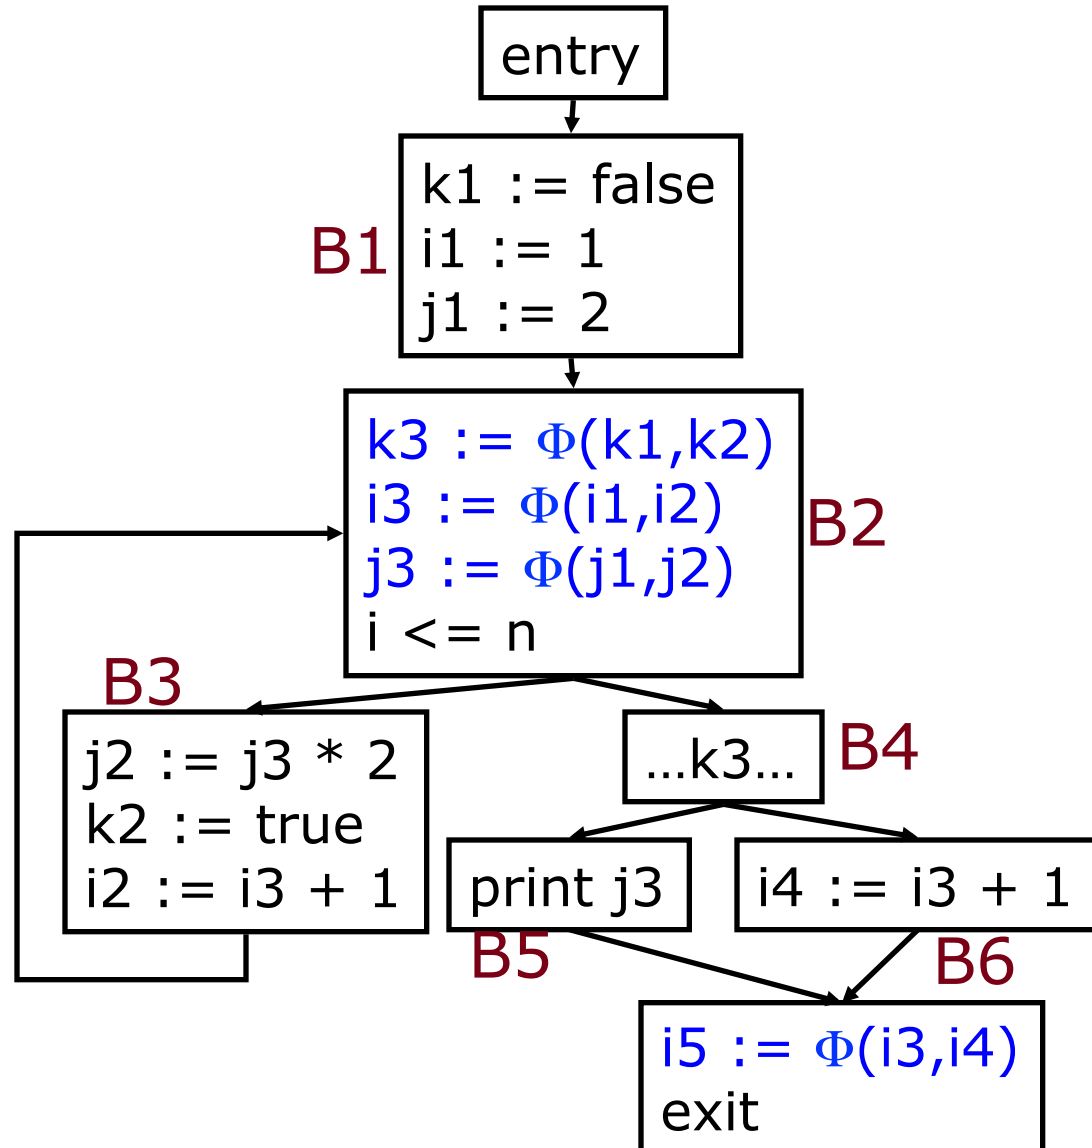 entry
B1
k1 := false
i1 := 1
j1 := 2
k3 := Φ(k1,k2)
i3 := Φ(i1,i2)
j3 := Φ(j1,j2)
i <= n
B2
B3
j2 := j3 * 2
k2 := true
i2 := i3 + 1
...k3...
B4
print j3
B5
i4 := i3 + 1
B6
i5 := Φ(i3,i4)
exit